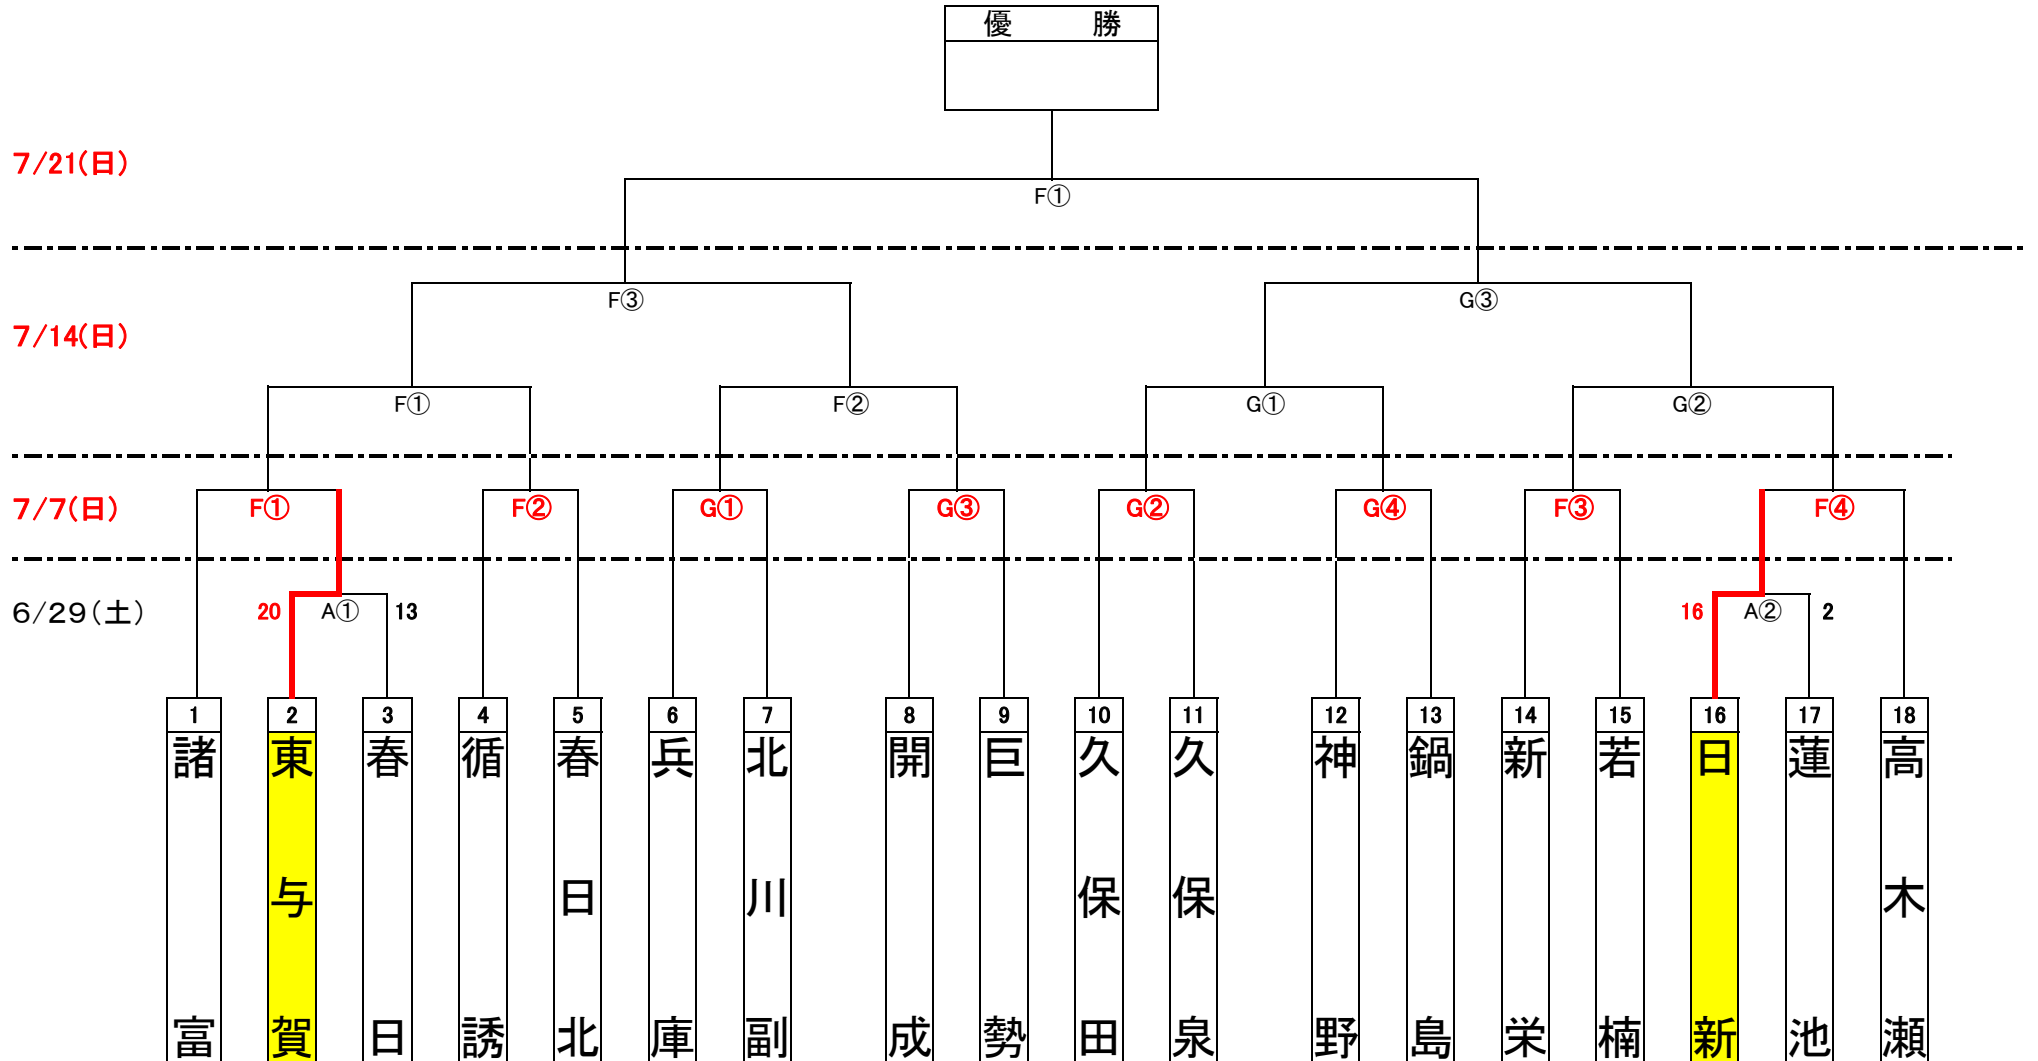 優 勝
7/21(日)
F①
F③ G③
7/14(日)
F① F② G① G②
7/7(日) F① F② G① G③ G② G④ F③ F④
6/29(土) 20 A① 13 16 A② 2
1 2 3 4 5 6 7 8 9 10 11 12 13 14 15 16 17 18
諸富
東与賀
春日
循誘
春日北
兵庫
北川副
開成
巨勢
久保田
久保泉
神野
鍋島
新栄
若楠
日新
蓮池
高木瀬